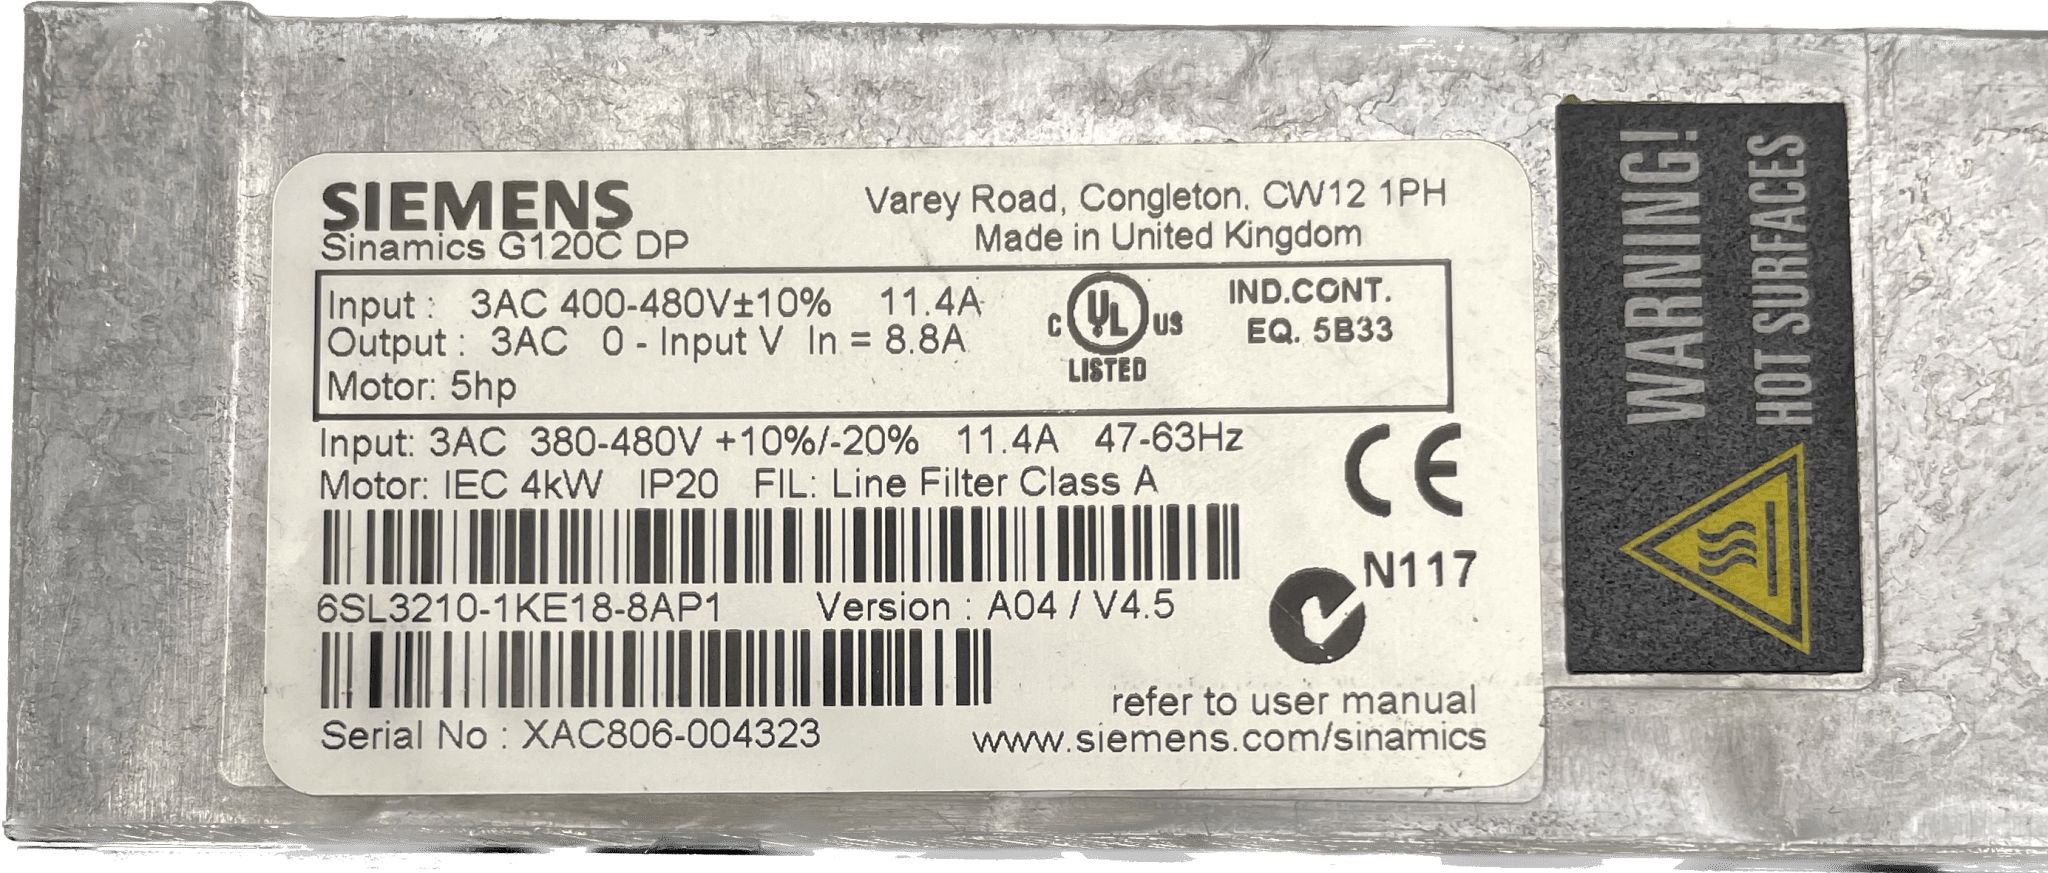 SIEMENS
Sinamics G120C DP
Varey Road, Congleton. CW12 1PH
Made in United Kingdom
Input : 3AC 400-480V±10% 11.4A
Output : 3AC 0 - Input V In = 8.8A
Motor: 5hp
C UL US
LISTED
IND.CONT.
EQ. 5B33
Input: 3AC 380-480V +10%/-20% 11.4A 47-63Hz
Motor: IEC 4kW IP20 FIL: Line Filter Class A
CE
N117
6SL3210-1KE18-8AP1 Version : A04 / V4.5
Serial No : XAC806-004323
refer to user manual
www.siemens.com/sinamics
WARNING!
HOT SURFACES